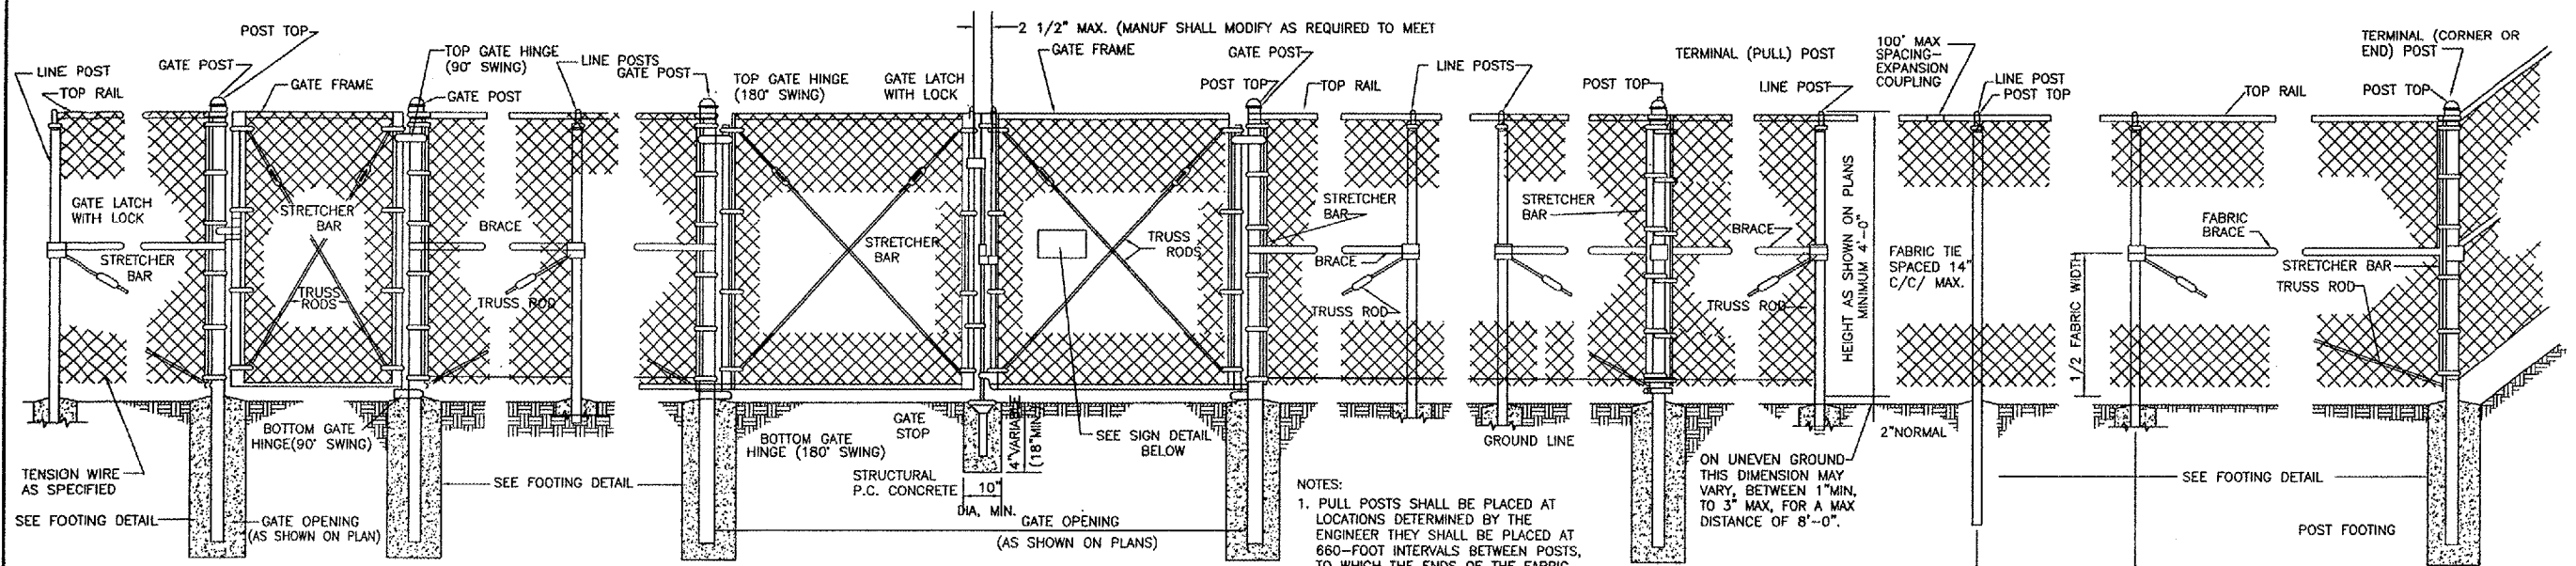 POST TOP
2 1/2" MAX. (MANUF SHALL MODIFY AS REQUIRED TO MEET
LINE POST
TOP RAIL
GATE POST
GATE FRAME
TOP GATE HINGE
(90° SWING)
GATE POST
LINE POSTS
GATE POST
TOP GATE HINGE
(180° SWING)
GATE LATCH
WITH LOCK
GATE FRAME
GATE POST
POST TOP
TOP RAIL
LINE POSTS
POST TOP
TERMINAL (PULL) POST
LINE POST
100' MAX
SPACING-
EXPANSION
COUPLING
LINE POST
POST TOP
TOP RAIL
TERMINAL (CORNER OR
END) POST
POST TOP
GATE LATCH
WITH LOCK
STRETCHER
BAR
STRETCHER
BAR
TRUSS
RODS
BRACE
TRUSS ROD
STRETCHER
BAR
TRUSS
RODS
STRETCHER
BAR
BRACE
TRUSS ROD
STRETCHER
BAR
BRACE
TRUSS ROD
HEIGHT AS SHOWN ON PLANS
MINIMUM 4'-0"
FABRIC TIE
SPACED 14"
C/C/ MAX.
1/2 FABRIC WIDTH
FABRIC
BRACE
STRETCHER BAR
TRUSS ROD
TENSION WIRE
AS SPECIFIED
SEE FOOTING DETAIL
BOTTOM GATE
HINGE(90° SWING)
GATE OPENING
(AS SHOWN ON PLAN)
SEE FOOTING DETAIL
BOTTOM GATE
HINGE (180° SWING)
GATE
STOP
STRUCTURAL
P.C. CONCRETE
4"VARIABLE
(18"MIN.)
10"
DIA, MIN.
GATE OPENING
(AS SHOWN ON PLANS)
SEE SIGN DETAIL
BELOW
GROUND LINE
NOTES:
1. PULL POSTS SHALL BE PLACED AT
LOCATIONS DETERMINED BY THE
ENGINEER THEY SHALL BE PLACED AT
660-FOOT INTERVALS BETWEEN POSTS,
TO WHICH THE ENDS OF THE FABRIC
2"NORMAL
ON UNEVEN GROUND
THIS DIMENSION MAY
VARY, BETWEEN 1"MIN,
TO 3" MAX, FOR A MAX
DISTANCE OF 8'-0".
SEE FOOTING DETAIL
POST FOOTING